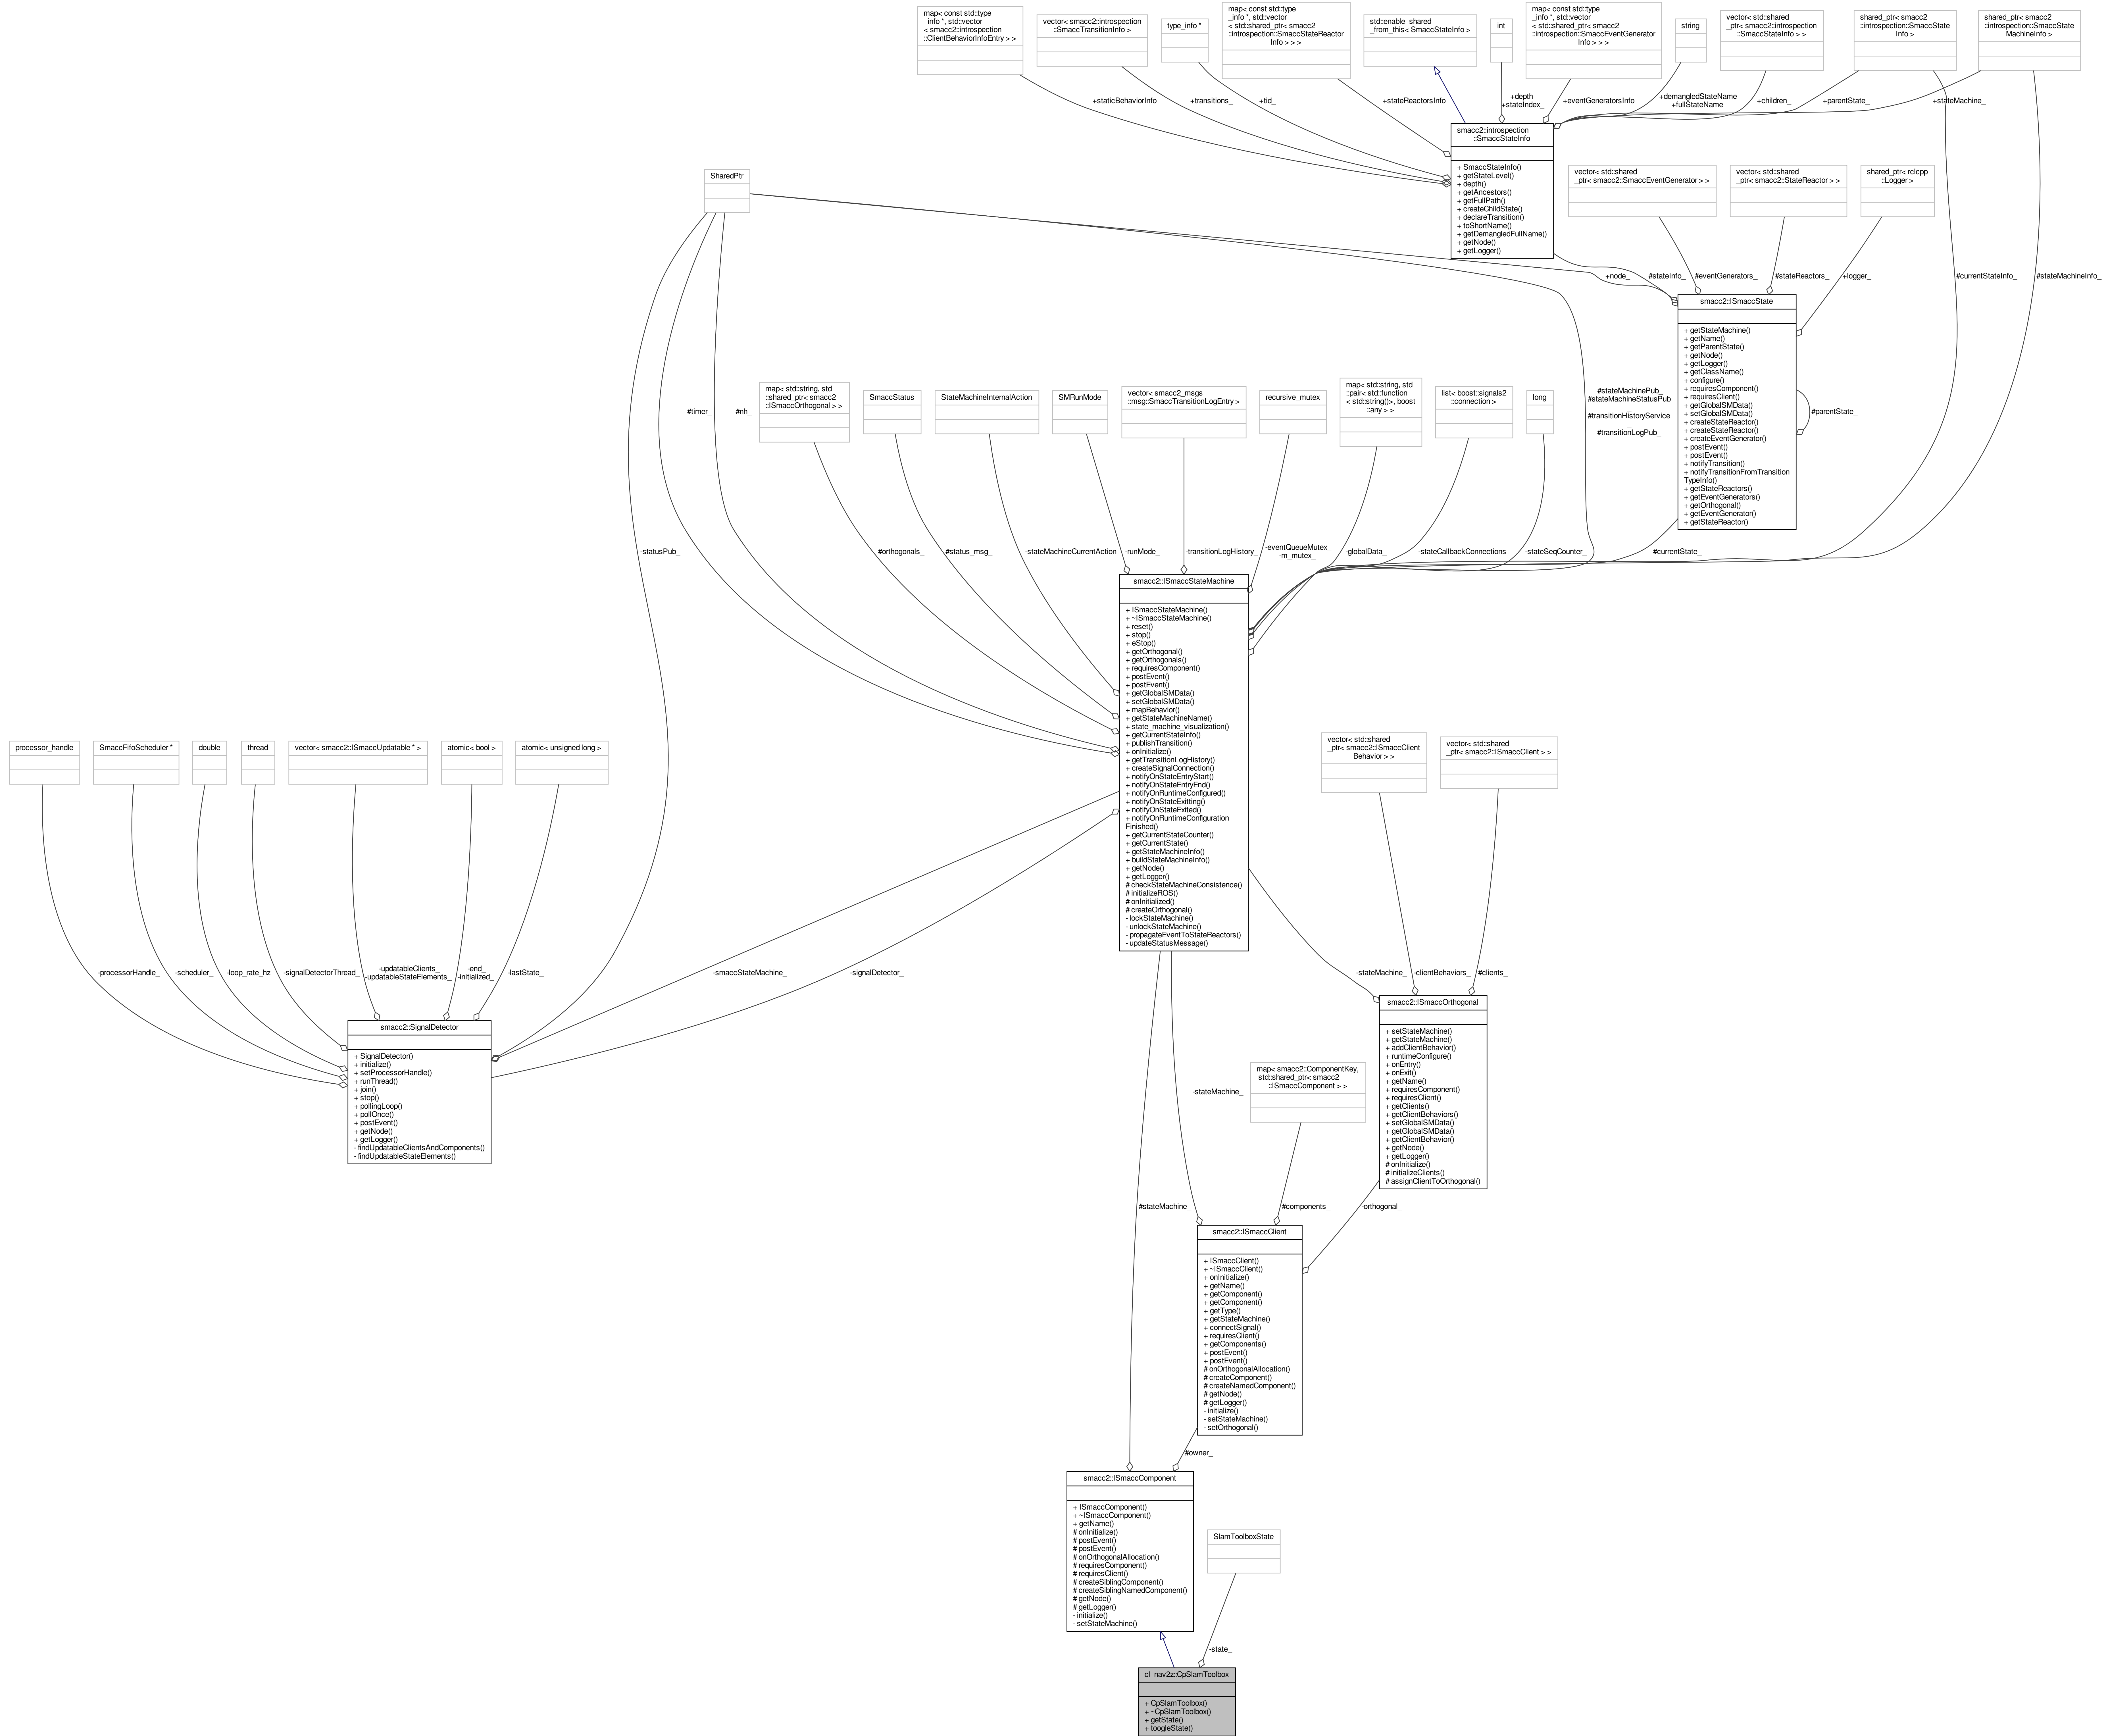 map< const std::type
_info *, std::vector
< smacc2::introspection
::ClientBehaviorInfoEntry > >
vector< smacc2::introspection
::SmaccTransitionInfo >
type_info *
map< const std::type
_info *, std::vector
< std::shared_ptr< smacc2
::introspection::SmaccStateReactor
Info > > >
std::enable_shared
_from_this< SmaccStateInfo >
int
map< const std::type
_info *, std::vector
< std::shared_ptr< smacc2
::introspection::SmaccEventGenerator
Info > > >
string
vector< std::shared
_ptr< smacc2::introspection
::SmaccStateInfo > >
shared_ptr< smacc2
::introspection::SmaccState
Info >
shared_ptr< smacc2
::introspection::SmaccState
MachineInfo >
+staticBehaviorInfo
+transitions_
+tid_
+stateReactorsInfo
+depth_
+stateIndex_
+eventGeneratorsInfo
+demangledStateName
+fullStateName
+children_
+parentState_
+stateMachine_
smacc2::introspection
::SmaccStateInfo
+ SmaccStateInfo()
+ getStateLevel()
+ depth()
+ getAncestors()
+ getFullPath()
+ createChildState()
+ declareTransition()
+ toShortName()
+ getDemangledFullName()
+ getNode()
+ getLogger()
SharedPtr
vector< std::shared
_ptr< smacc2::SmaccEventGenerator > >
vector< std::shared
_ptr< smacc2::StateReactor > >
shared_ptr< rclcpp
::Logger >
+node_
#stateInfo_
#eventGenerators_
#stateReactors_
+logger_
#currentStateInfo_
#stateMachineInfo_
smacc2::ISmaccState
+ getStateMachine()
+ getName()
+ getParentState()
+ getNode()
+ getLogger()
+ getClassName()
+ configure()
+ requiresComponent()
+ requiresClient()
+ getGlobalSMData()
+ setGlobalSMData()
+ createStateReactor()
+ createStateReactor()
+ createEventGenerator()
+ postEvent()
+ postEvent()
+ notifyTransition()
+ notifyTransitionFromTransition
TypeInfo()
+ getStateReactors()
+ getEventGenerators()
+ getOrthogonal()
+ getEventGenerator()
+ getStateReactor()
#parentState_
#timer_
#nh_
map< std::string, std
::shared_ptr< smacc2
::ISmaccOrthogonal > >
SmaccStatus
StateMachineInternalAction
SMRunMode
vector< smacc2_msgs
::msg::SmaccTransitionLogEntry >
recursive_mutex
map< std::string, std
::pair< std::function
< std::string()>, boost
::any > >
list< boost::signals2
::connection >
long
#stateMachinePub_
#stateMachineStatusPub
_
#transitionHistoryService
_
#transitionLogPub_
-statusPub_
#orthogonals_
#status_msg_
-stateMachineCurrentAction
-runMode_
-transitionLogHistory_
-eventQueueMutex_
-m_mutex_
-globalData_
-stateCallbackConnections
-stateSeqCounter_
#currentState_
smacc2::ISmaccStateMachine
+ ISmaccStateMachine()
+ ~ISmaccStateMachine()
+ reset()
+ stop()
+ eStop()
+ getOrthogonal()
+ getOrthogonals()
+ requiresComponent()
+ postEvent()
+ postEvent()
+ getGlobalSMData()
+ setGlobalSMData()
+ mapBehavior()
+ getStateMachineName()
+ state_machine_visualization()
+ getCurrentStateInfo()
+ publishTransition()
+ onInitialize()
+ getTransitionLogHistory()
+ createSignalConnection()
+ notifyOnStateEntryStart()
+ notifyOnStateEntryEnd()
+ notifyOnRuntimeConfigured()
+ notifyOnStateExitting()
+ notifyOnStateExited()
+ notifyOnRuntimeConfiguration
Finished()
+ getCurrentStateCounter()
+ getCurrentState()
+ getStateMachineInfo()
+ buildStateMachineInfo()
+ getNode()
+ getLogger()
# checkStateMachineConsistence()
# initializeROS()
# onInitialized()
# createOrthogonal()
- lockStateMachine()
- unlockStateMachine()
- propagateEventToStateReactors()
- updateStatusMessage()
processor_handle
SmaccFifoScheduler *
double
thread
vector< smacc2::ISmaccUpdatable * >
atomic< bool >
atomic< unsigned long >
vector< std::shared
_ptr< smacc2::ISmaccClient
Behavior > >
vector< std::shared
_ptr< smacc2::ISmaccClient > >
-processorHandle_
-scheduler_
-loop_rate_hz
-signalDetectorThread_
-updatableClients_
-updatableStateElements_
-end_
-initialized_
-lastState_
-smaccStateMachine_
-signalDetector_
-stateMachine_
-clientBehaviors_
#clients_
smacc2::SignalDetector
+ SignalDetector()
+ initialize()
+ setProcessorHandle()
+ runThread()
+ join()
+ stop()
+ pollingLoop()
+ pollOnce()
+ postEvent()
+ getNode()
+ getLogger()
- findUpdatableClientsAndComponents()
- findUpdatableStateElements()
smacc2::ISmaccOrthogonal
+ setStateMachine()
+ getStateMachine()
+ addClientBehavior()
+ runtimeConfigure()
+ onEntry()
+ onExit()
+ getName()
+ requiresComponent()
+ requiresClient()
+ getClients()
+ getClientBehaviors()
+ setGlobalSMData()
+ getGlobalSMData()
+ getClientBehavior()
+ getNode()
+ getLogger()
# onInitialize()
# initializeClients()
# assignClientToOrthogonal()
map< smacc2::ComponentKey,
std::shared_ptr< smacc2
::ISmaccComponent > >
-stateMachine_
#stateMachine_
#components_
-orthogonal_
smacc2::ISmaccClient
+ ISmaccClient()
+ ~ISmaccClient()
+ onInitialize()
+ getName()
+ getComponent()
+ getComponent()
+ getType()
+ getStateMachine()
+ connectSignal()
+ requiresClient()
+ getComponents()
+ postEvent()
+ postEvent()
# onOrthogonalAllocation()
# createComponent()
# createNamedComponent()
# getNode()
# getLogger()
- initialize()
- setStateMachine()
- setOrthogonal()
#owner_
smacc2::ISmaccComponent
+ ISmaccComponent()
+ ~ISmaccComponent()
+ getName()
# onInitialize()
# postEvent()
# postEvent()
# onOrthogonalAllocation()
# requiresComponent()
# requiresClient()
# createSiblingComponent()
# createSiblingNamedComponent()
# getNode()
# getLogger()
- initialize()
- setStateMachine()
SlamToolboxState
-state_
cl_nav2z::CpSlamToolbox
+ CpSlamToolbox()
+ ~CpSlamToolbox()
+ getState()
+ toogleState()